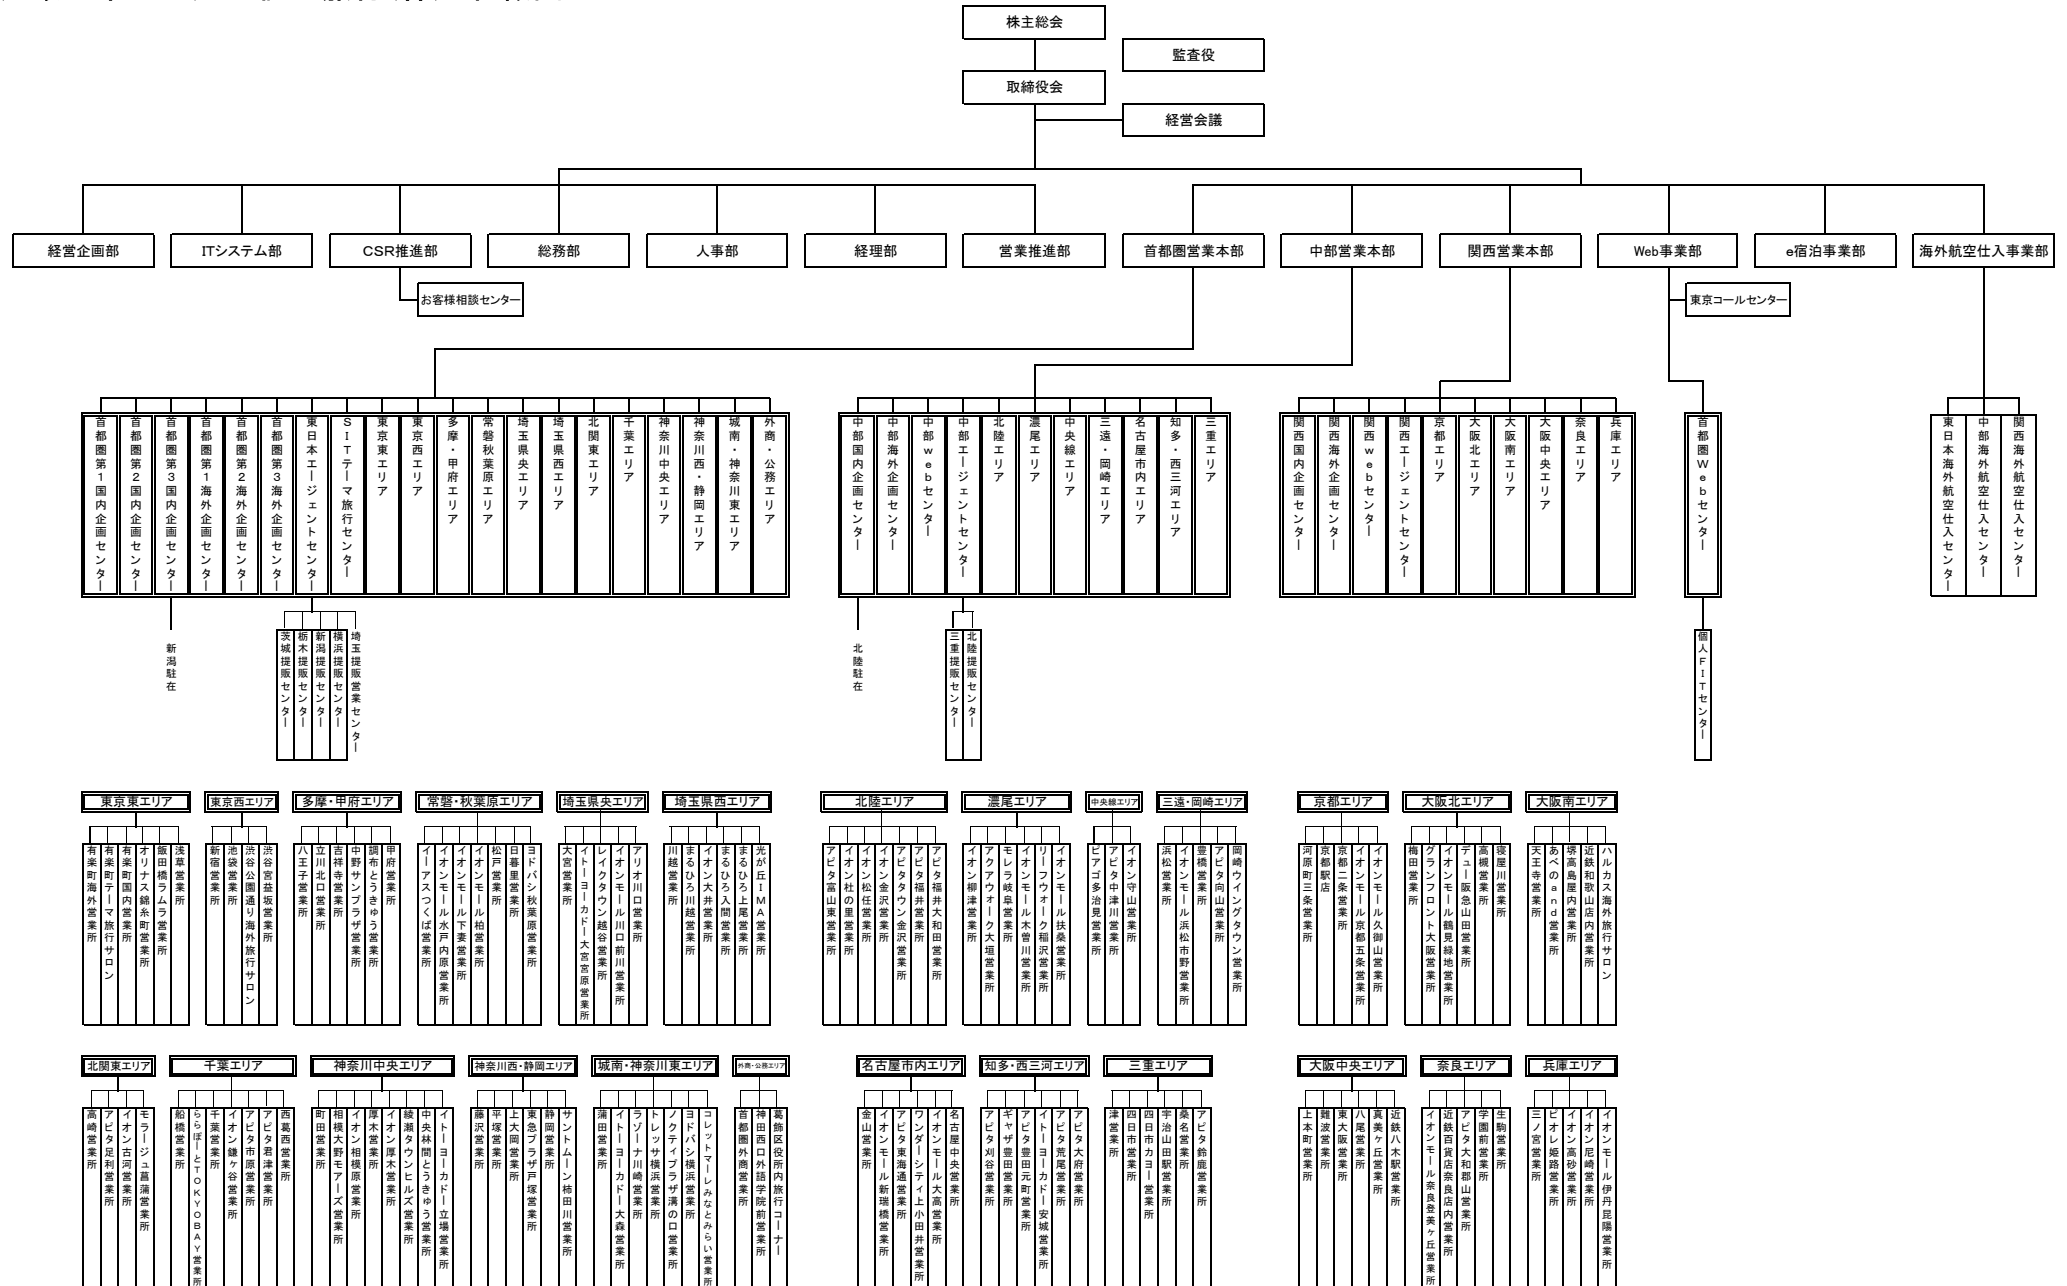 株主総会
監査役
取締役会
経営会議
経営企画部
ITシステム部
CSR推進部
総務部
人事部
経理部
営業推進部
首都圏営業本部
中部営業本部
関西営業本部
Web事業部
e宿泊事業部
海外航空仕入事業部
お客様相談センター
東京コールセンター
首都圏第1国内企画センター
首都圏第2国内企画センター
首都圏第3国内企画センター
首都圏第1海外企画センター
首都圏第2海外企画センター
首都圏第3海外企画センター
東日本エージェントセンター
SITテーマ旅行センター
東京東エリア
東京西エリア
多摩・甲府エリア
常磐秋葉原エリア
埼玉県央エリア
埼玉県西エリア
北関東エリア
千葉エリア
神奈川中央エリア
神奈川西・静岡エリア
城南・神奈川東エリア
外商・公務エリア
中部国内企画センター
中部海外企画センター
中部webセンター
中部エージェントセンター
北陸エリア
濃尾エリア
中央線エリア
三遠・岡崎エリア
名古屋市内エリア
知多・西三河エリア
三重エリア
関西国内企画センター
関西海外企画センター
関西webセンター
関西エージェントセンター
京都エリア
大阪北エリア
大阪南エリア
大阪中央エリア
奈良エリア
兵庫エリア
首都圏Webセンター
東日本海外航空仕入センター
中部海外航空仕入センター
関西海外航空仕入センター
新潟駐在
茨城提販センター
栃木提販センター
新潟提販センター
横浜提販センター
埼玉提販営業センター
北陸駐在
三重提販センター
北陸提販センター
個人FITセンター
東京東エリア
有楽町海外営業所
有楽町テーマ旅行サロン
有楽町国内営業所
オリナス錦糸町営業所
飯田橋ラムラ営業所
浅草営業所
東京西エリア
新宿営業所
池袋営業所
渋谷公園通り海外旅行サロン
渋谷宮益坂営業所
多摩・甲府エリア
八王子営業所
立川北口営業所
吉祥寺営業所
中野サンプラザ営業所
調布とうきゅう営業所
甲府営業所
常磐・秋葉原エリア
イーアスつくば営業所
イオンモール水戸内原営業所
イオンモール下妻営業所
イオンモール柏営業所
松戸営業所
日暮里営業所
ヨドバシ秋葉原営業所
埼玉県央エリア
大宮営業所
イトーヨーカドー大宮宮原営業所
レイクタウン越谷営業所
イオンモール川口前川営業所
アリオ川口営業所
埼玉県西エリア
川越営業所
まるひろ川越営業所
イオン大井営業所
まるひろ入間営業所
まるひろ上尾営業所
光が丘IMA営業所
北陸エリア
アピタ富山東営業所
イオン杜の里営業所
イオン松任営業所
イオン金沢営業所
アピタタウン金沢営業所
アピタ福井営業所
アピタ福井大和田営業所
濃尾エリア
イオン柳津営業所
アクアウォーク大垣営業所
モレラ岐阜営業所
イオンモール木曽川営業所
リーフウォーク稲沢営業所
イオンモール扶桑営業所
中央線エリア
ピアゴ多治見営業所
アピタ中津川営業所
イオン守山営業所
三遠・岡崎エリア
浜松営業所
イオンモール浜松市野営業所
豊橋営業所
アピタ向山営業所
岡崎ウイングタウン営業所
京都エリア
河原町三条営業所
京都駅店
京都二条営業所
イオンモール京都五条営業所
イオンモール久御山営業所
大阪北エリア
梅田営業所
グランフロント大阪営業所
イオンモール鶴見緑地営業所
デュー阪急山田営業所
高槻営業所
寝屋川営業所
大阪南エリア
天王寺営業所
あべのand営業所
堺高島屋内営業所
近鉄和歌山店内営業所
ハルカス海外旅行サロン
北関東エリア
高崎営業所
アピタ足利営業所
イオン古河営業所
モラージュ菖蒲営業所
千葉エリア
船橋営業所
ららぽーとTOKYOBAY営業所
千葉営業所
イオン鎌ヶ谷営業所
アピタ市原営業所
アピタ君津営業所
西葛西営業所
神奈川中央エリア
町田営業所
相模大野モアーズ営業所
イオン相模原営業所
厚木営業所
イオン厚木営業所
綾瀬タウンヒルズ営業所
中央林間とうきゅう営業所
イトーヨーカドー立場営業所
神奈川西・静岡エリア
藤沢営業所
平塚営業所
上大岡営業所
東急プラザ戸塚営業所
静岡営業所
サントムーン柿田川営業所
城南・神奈川東エリア
蒲田営業所
イトーヨーカドー大森営業所
ラゾーナ川崎営業所
トレッサ横浜営業所
ノクティプラザ溝の口営業所
ヨドバシ横浜営業所
コレットマーレみなとみらい営業所
外商・公務エリア
首都圏外商営業所
神田西口外語学院前営業所
葛飾区役所内旅行コーナー
名古屋市内エリア
金山営業所
イオンモール新瑞橋営業所
アピタ東海通営業所
ワンダーシティ上小田井営業所
イオンモール大高営業所
名古屋中央営業所
知多・西三河エリア
アピタ刈谷営業所
ギャザ豊田営業所
アピタ豊田元町営業所
イトーヨーカドー安城営業所
アピタ荒尾営業所
アピタ大府営業所
三重エリア
津営業所
四日市営業所
四日市カヨー営業所
宇治山田駅営業所
桑名営業所
アピタ鈴鹿営業所
大阪中央エリア
上本町営業所
難波営業所
東大阪営業所
八尾営業所
真美ヶ丘営業所
近鉄八木駅営業所
奈良エリア
イオンモール奈良登美ヶ丘営業所
近鉄百貨店奈良店内営業所
アピタ大和郡山営業所
学園前営業所
生駒営業所
兵庫エリア
三ノ宮営業所
ピオレ姫路営業所
イオン高砂営業所
イオン尼崎営業所
イオンモール伊丹昆陽営業所